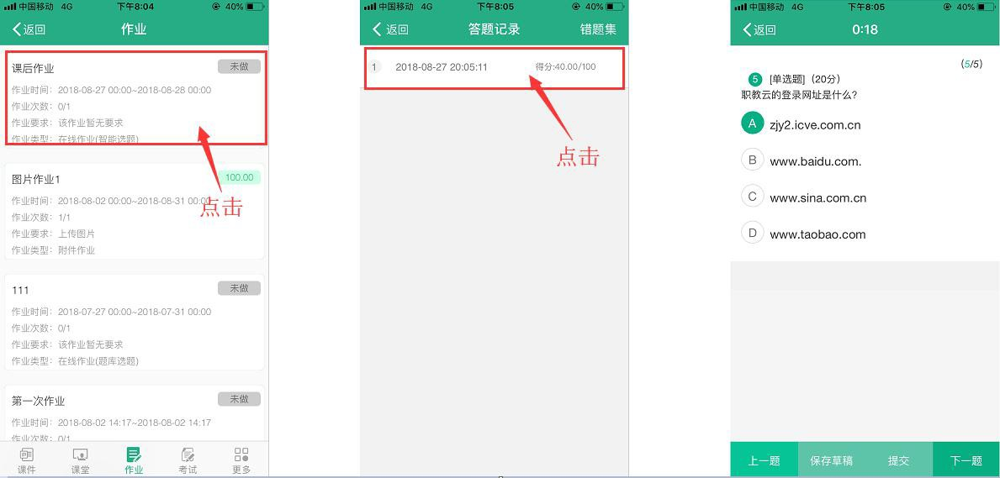 中国移动 4G 下午8:04 40%
返回 作业
课后作业 未做
作业时间：2018-08-27 00:00~2018-08-28 00:00
作业次数：0/1
作业要求：该作业暂无要求
作业类型：在线作业(智能选题)
点击
图片作业1 100.00
作业时间：2018-08-02 00:00~2018-08-31 00:00
作业次数：1/1
作业要求：上传图片
作业类型：附件作业
111 未做
作业时间：2018-07-27 00:00~2018-07-31 00:00
作业次数：0/1
作业要求：该作业暂无要求
作业类型：在线作业(题库选题)
第一次作业 未做
作业时间：2018-08-02 14:17~2018-08-02 14:17
作业次数：0/1
课件 课堂 作业 考试 更多
中国移动 4G 下午8:05 40%
返回 答题记录 错题集
1 2018-08-27 20:05:11 得分:40.00/100
点击
中国移动 4G 下午8:05 40%
返回 0:18
(5/5)
5 [单选题]（20分）
职教云的登录网址是什么?
A zjy2.icve.com.cn
B www.baidu.com.
C www.sina.com.cn
D www.taobao.com
上一题 保存草稿 提交 下一题